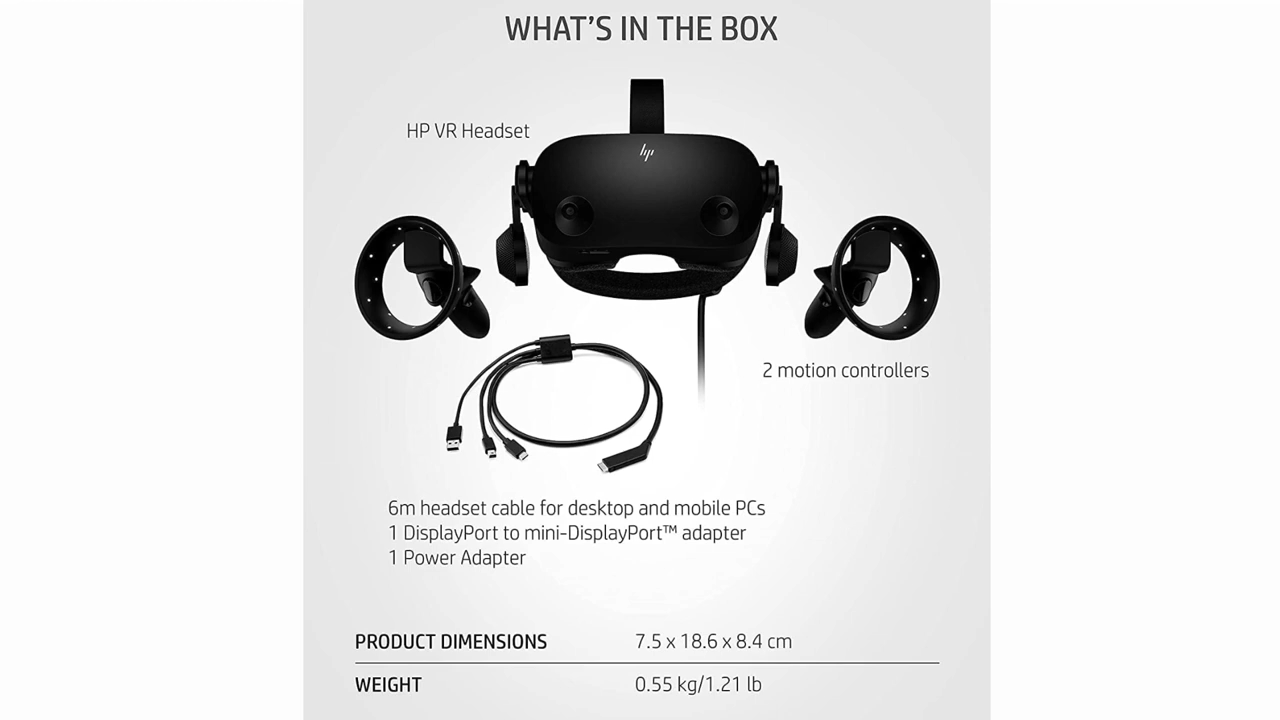 WHAT'S IN THE BOX
HP VR Headset
hp
2 motion controllers
6m headset cable for desktop and mobile PCs
1 DisplayPort to mini-DisplayPort™ adapter
1 Power Adapter
PRODUCT DIMENSIONS 7.5 x 18.6 x 8.4 cm
WEIGHT 0.55 kg/1.21 lb